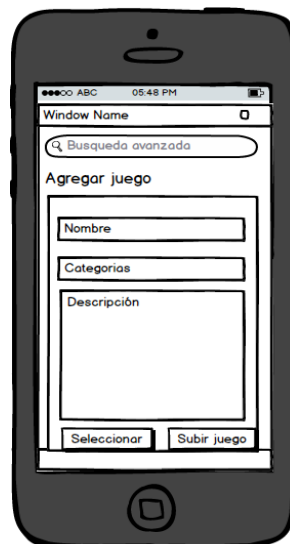 ABC 05:48 PM
Window Name
Busqueda avanzada
Agregar juego
Nombre
Categorias
Descripción
Seleccionar Subir juego